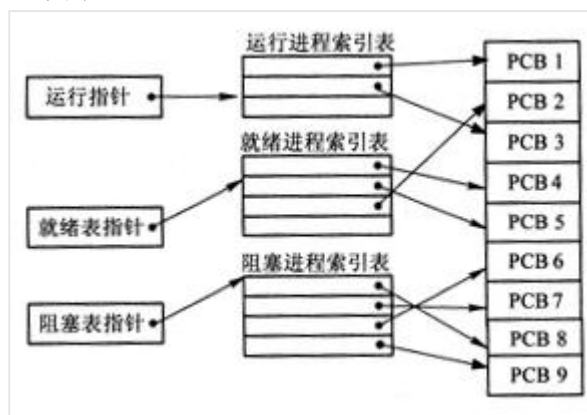 运行进程索引表
运行指针
就绪进程索引表
就绪表指针
阻塞进程索引表
阻塞表指针
PCB 1
PCB 2
PCB 3
PCB 4
PCB 5
PCB 6
PCB 7
PCB 8
PCB 9